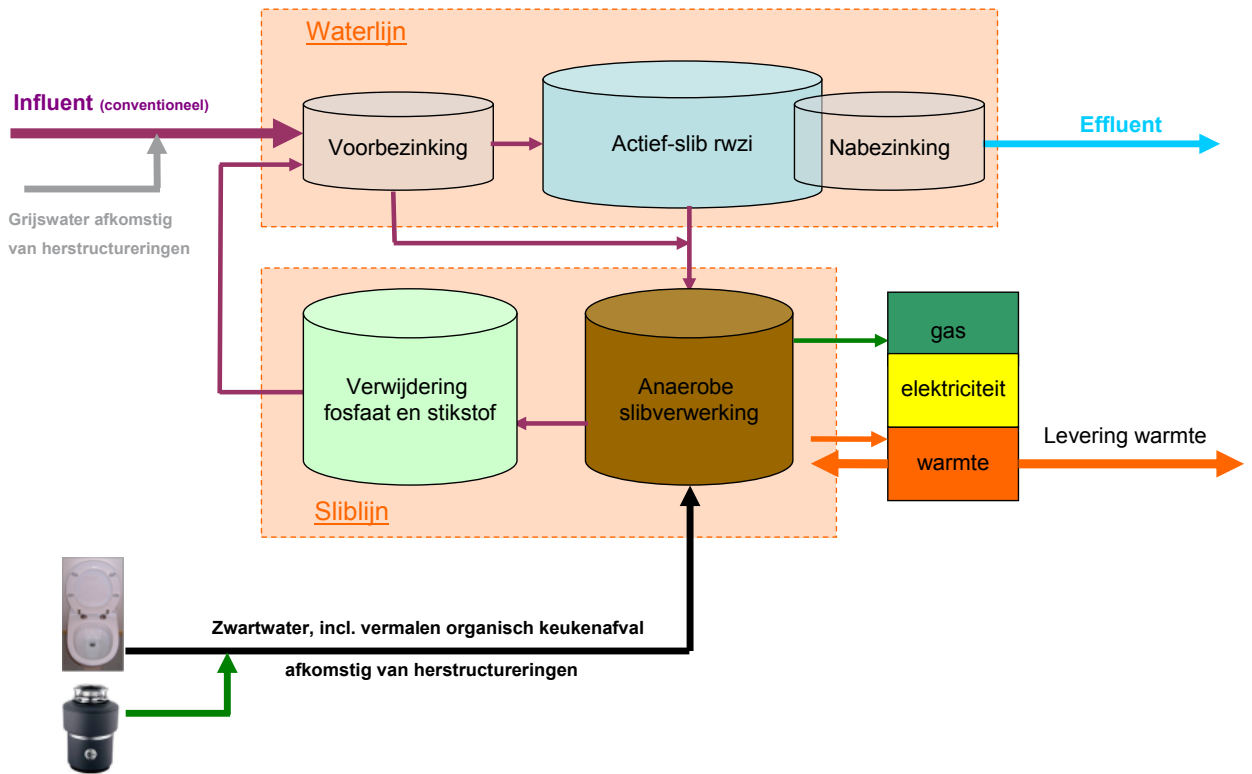 Waterlijn
Influent (conventioneel)
Voorbezinking
Actief-slib rwzi
Nabezinking
Effluent
Grijswater afkomstig
van herstructureringen
Verwijdering
fosfaat en stikstof
Anaerobe
slibverwerking
gas
elektriciteit
warmte
Levering warmte
Sliblijn
Zwartwater, incl. vermalen organisch keukenafval
afkomstig van herstructureringen